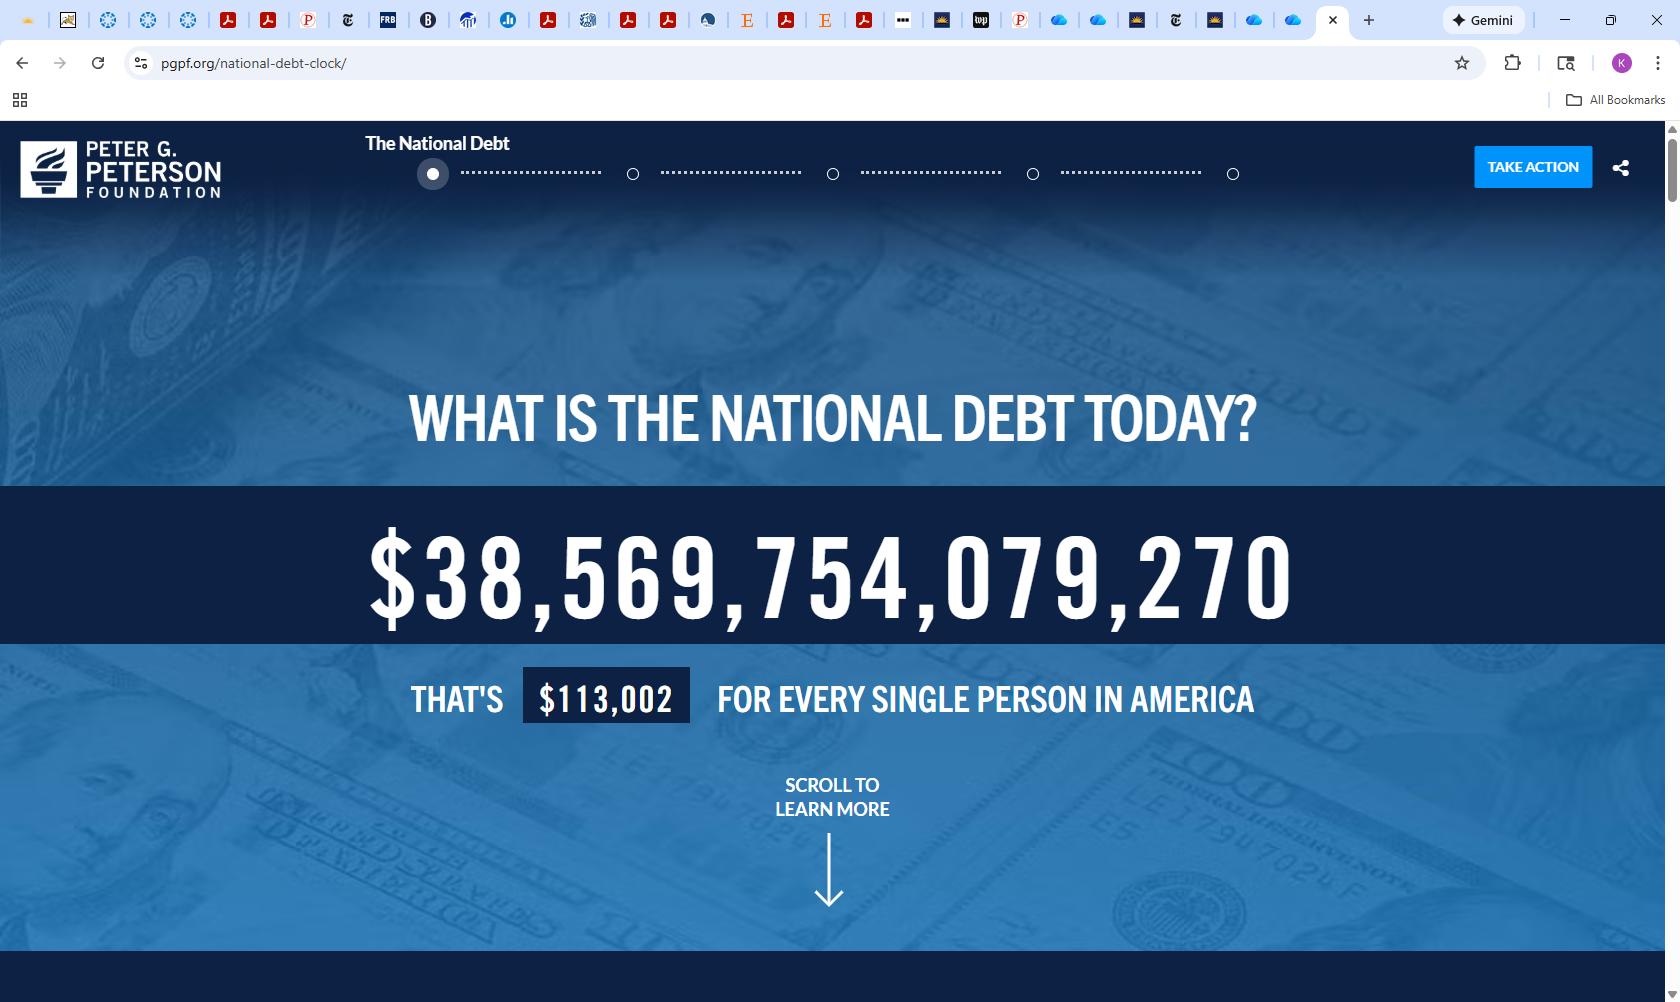 Gemini
pgpf.org/national-debt-clock/
K
All Bookmarks
PETER G.
PETERSON
FOUNDATION
The National Debt
TAKE ACTION
WHAT IS THE NATIONAL DEBT TODAY?
$38,569,754,079,270
THAT'S $113,002 FOR EVERY SINGLE PERSON IN AMERICA
SCROLL TO
LEARN MORE